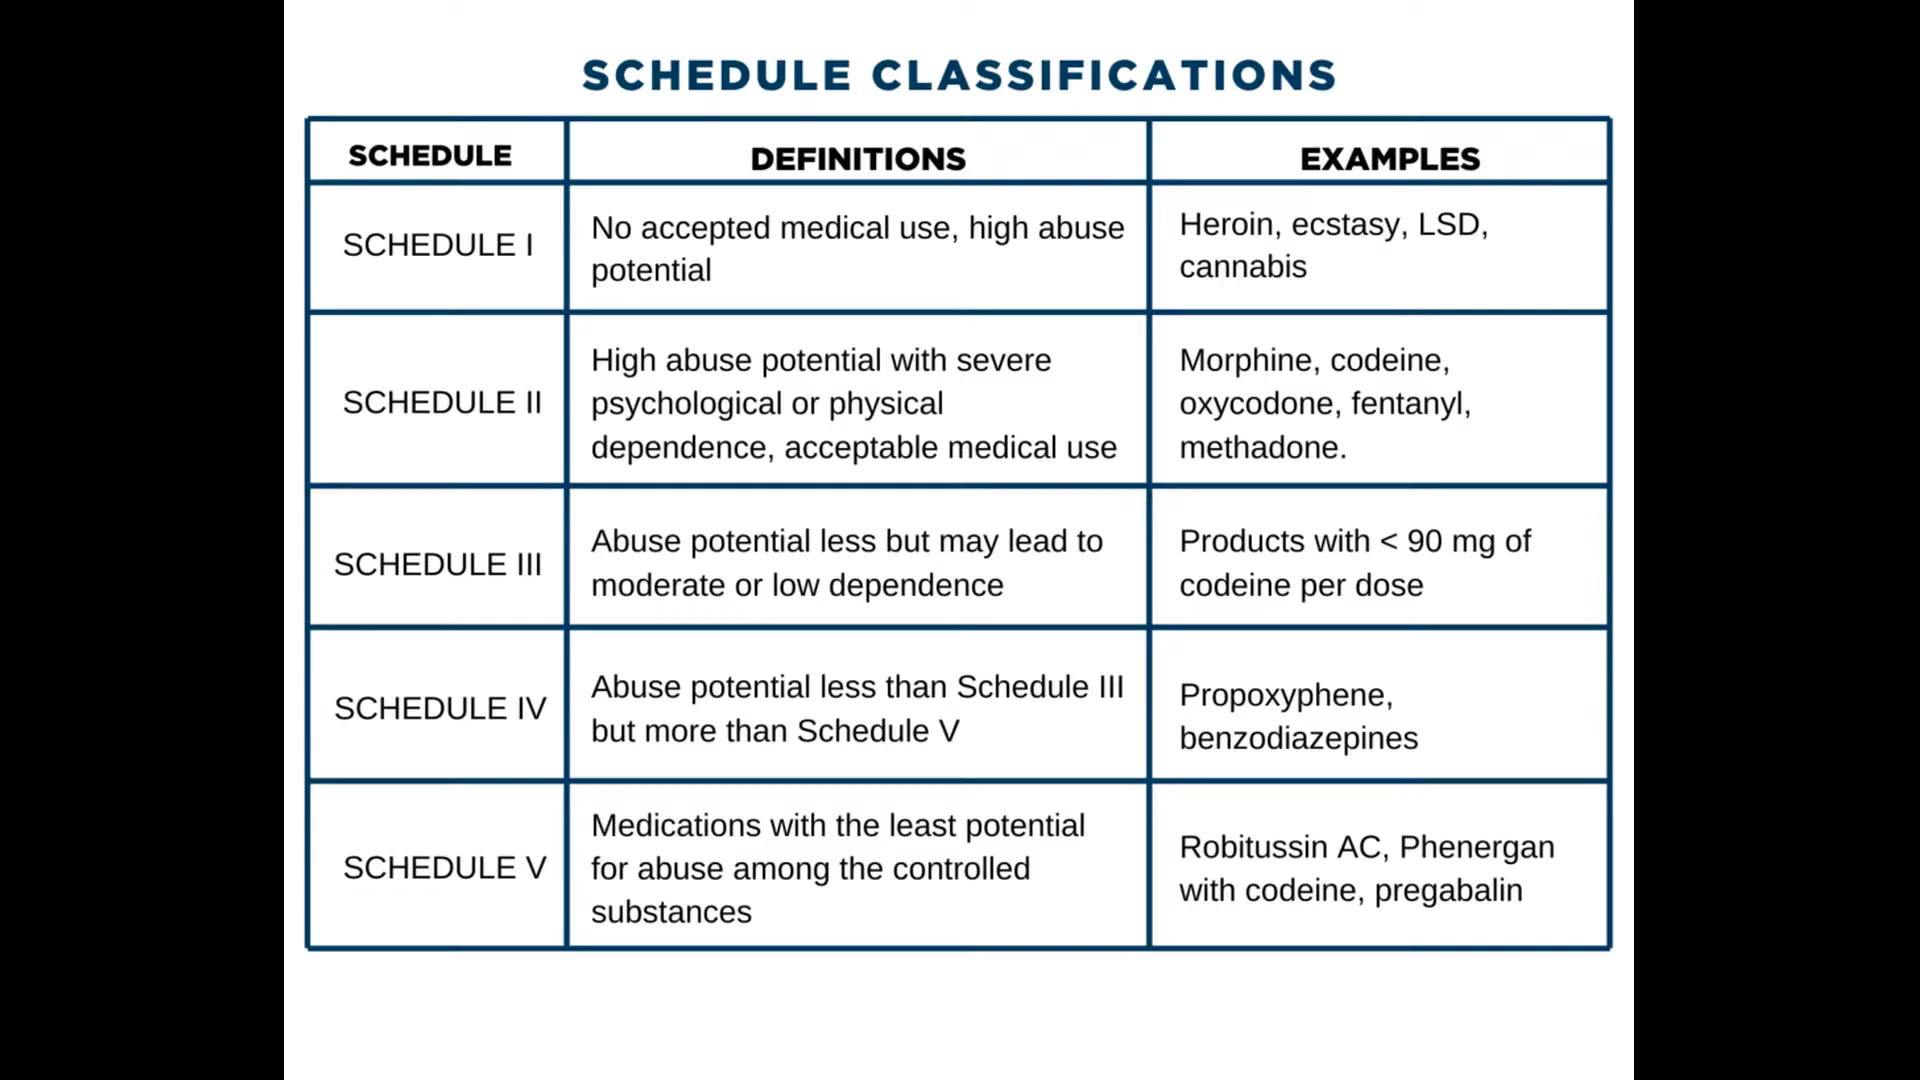 SCHEDULE CLASSIFICATIONS
SCHEDULE
DEFINITIONS
EXAMPLES
SCHEDULE I
No accepted medical use, high abuse
potential
Heroin, ecstasy, LSD,
cannabis
SCHEDULE II
High abuse potential with severe
psychological or physical
dependence, acceptable medical use
Morphine, codeine,
oxycodone, fentanyl,
methadone.
SCHEDULE III
Abuse potential less but may lead to
moderate or low dependence
Products with < 90 mg of
codeine per dose
SCHEDULE IV
Abuse potential less than Schedule III
but more than Schedule V
Propoxyphene,
benzodiazepines
SCHEDULE V
Medications with the least potential
for abuse among the controlled
substances
Robitussin AC, Phenergan
with codeine, pregabalin